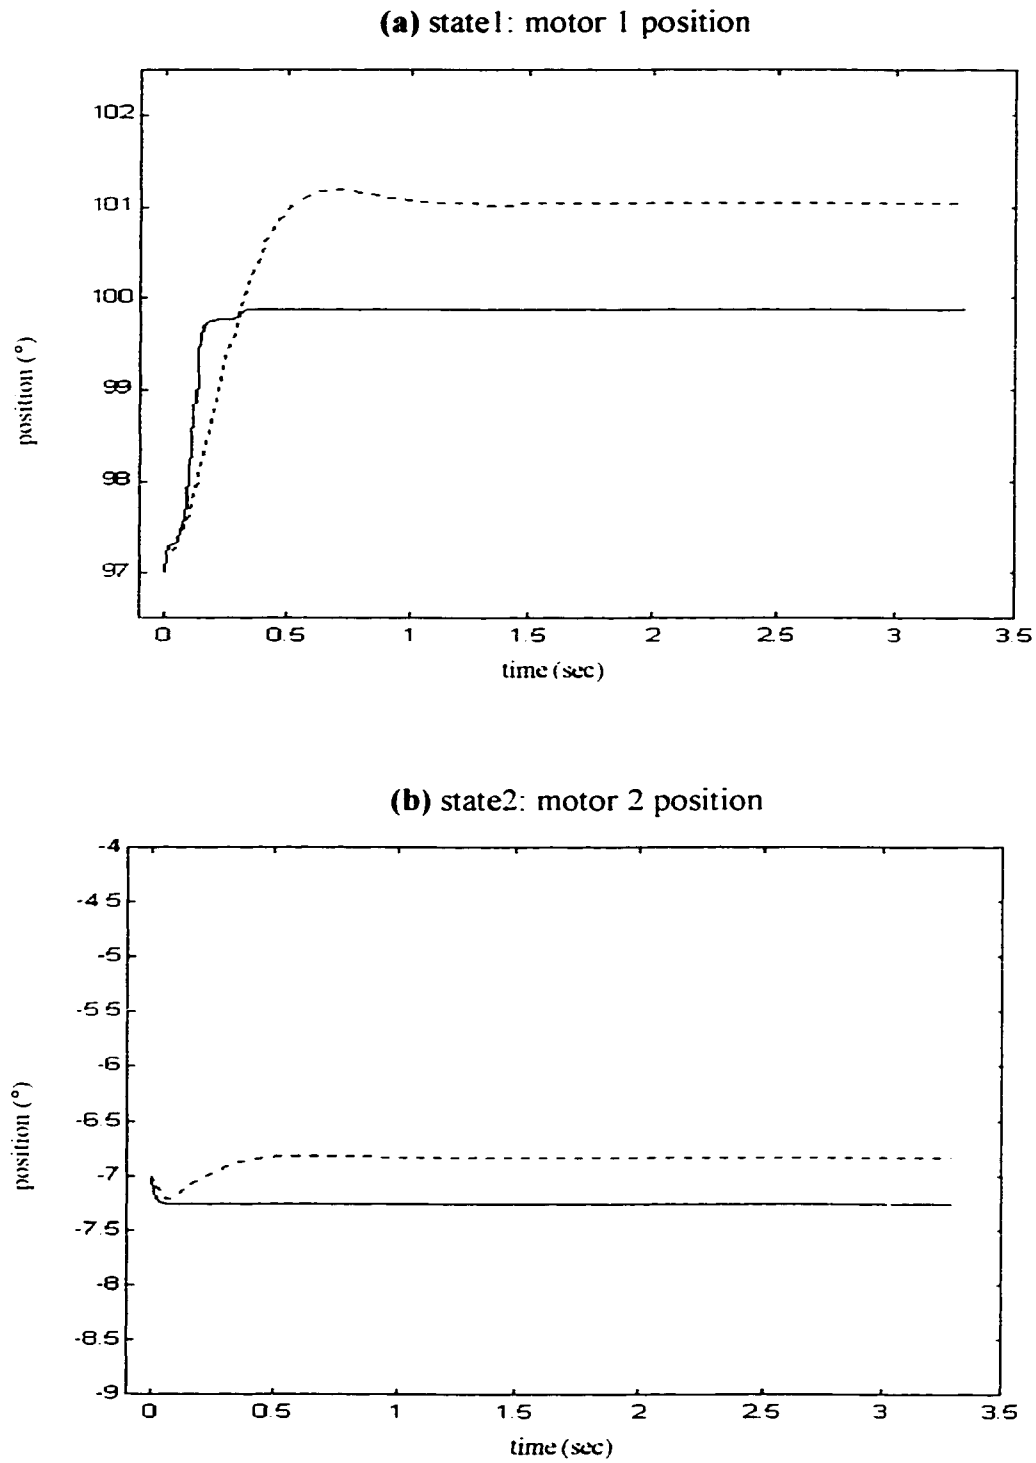 (a) state1: motor 1 position
102
101
100
99
98
97
position (°)
0 0.5 1 1.5 2 2.5 3 3.5
time (sec)
(b) state2: motor 2 position
-4
-4.5
-5
-5.5
-6
-6.5
-7
-7.5
-8
-8.5
-9
position (°)
0 0.5 1 1.5 2 2.5 3 3.5
time (sec)